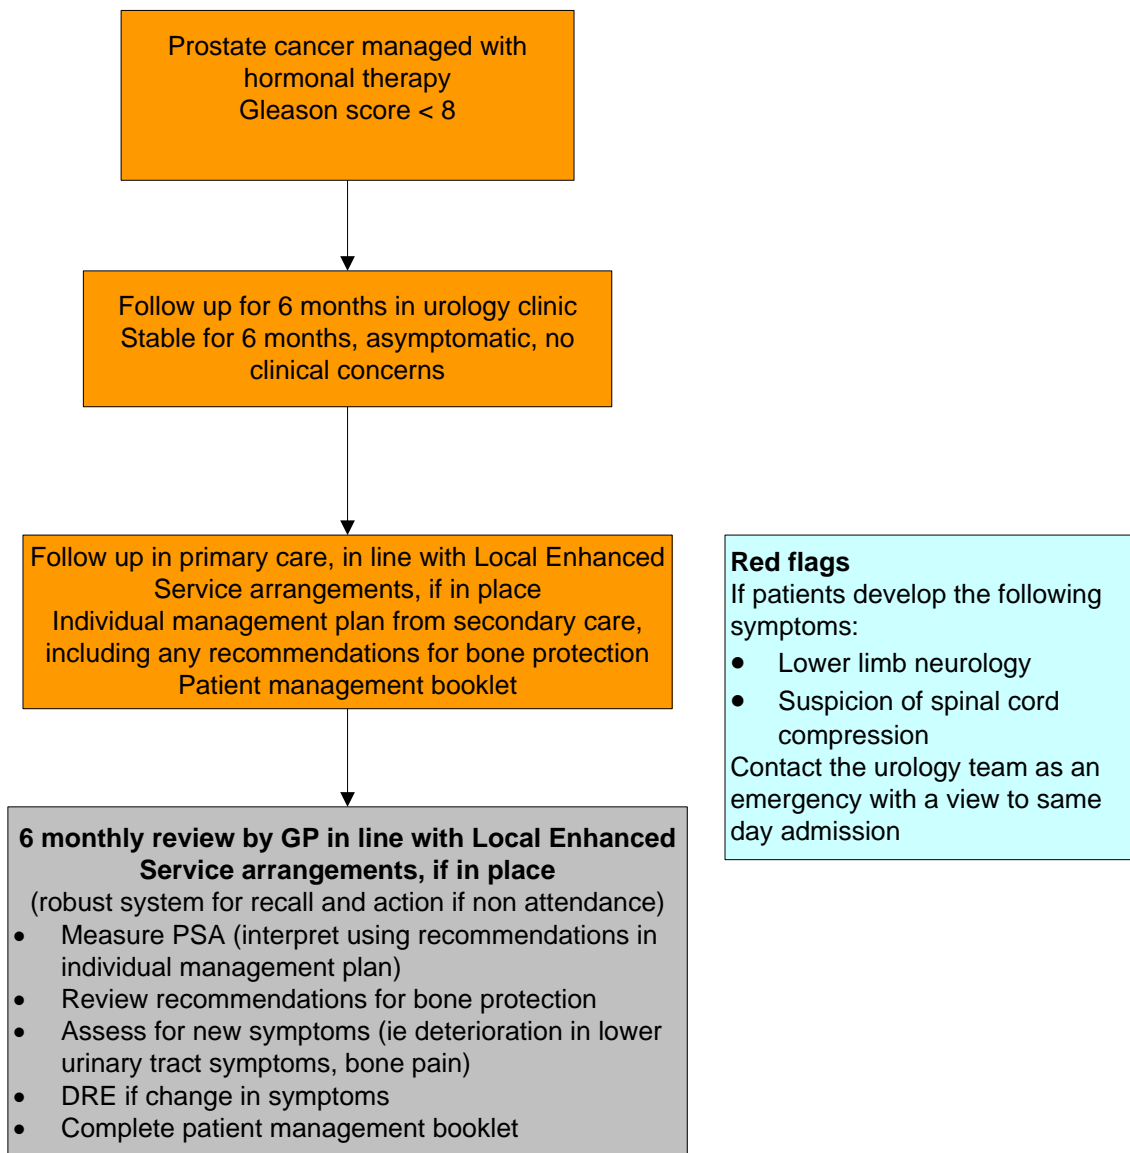 Prostate cancer managed with
hormonal therapy
Gleason score < 8
Follow up for 6 months in urology clinic
Stable for 6 months, asymptomatic, no
clinical concerns
Follow up in primary care, in line with Local Enhanced
Service arrangements, if in place
Individual management plan from secondary care,
including any recommendations for bone protection
Patient management booklet
Red flags
If patients develop the following
symptoms:
• Lower limb neurology
• Suspicion of spinal cord
compression
Contact the urology team as an
emergency with a view to same
day admission
6 monthly review by GP in line with Local Enhanced
Service arrangements, if in place
(robust system for recall and action if non attendance)
• Measure PSA (interpret using recommendations in
individual management plan)
• Review recommendations for bone protection
• Assess for new symptoms (ie deterioration in lower
urinary tract symptoms, bone pain)
• DRE if change in symptoms
• Complete patient management booklet